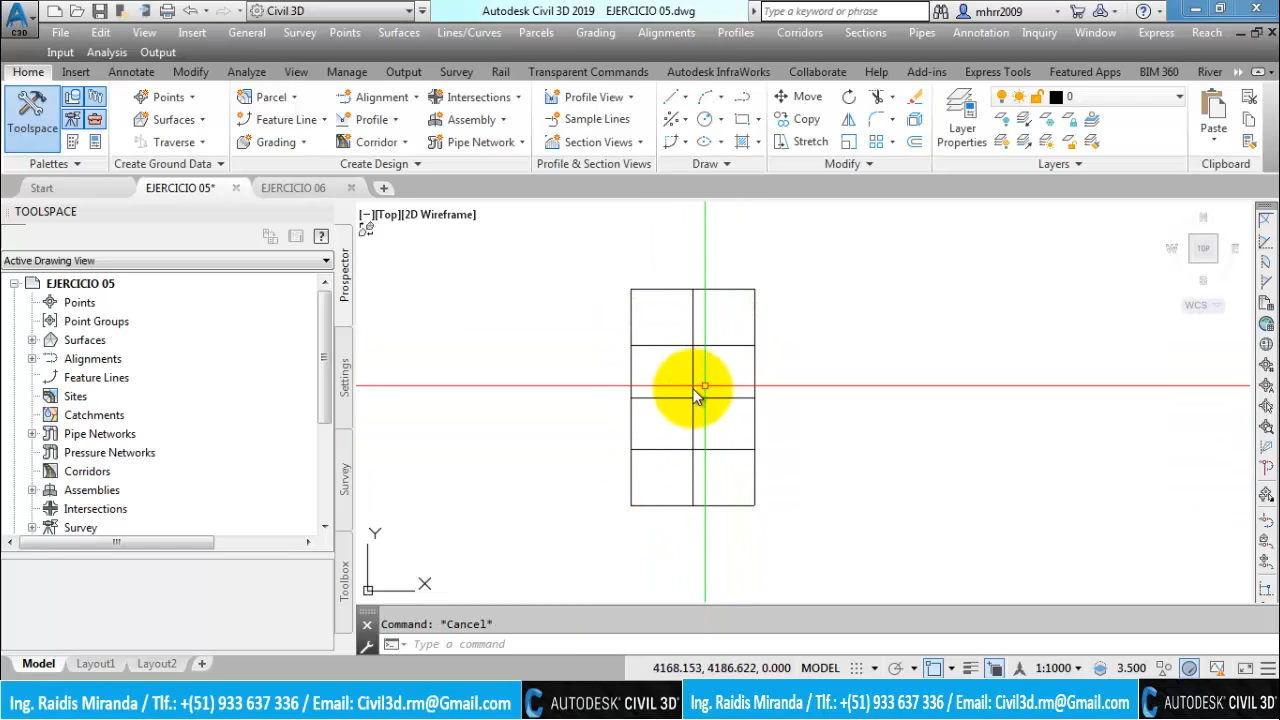 A
C3D
Civil 3D
Autodesk Civil 3D 2019 EJERCICIO 05.dwg
Type a keyword or phrase
mhrr2009
File Edit View Insert General Survey Points Surfaces Lines/Curves Parcels Grading Alignments Profiles Corridors Sections Pipes Annotation Inquiry Window Express Reach
Input Analysis Output
Home Insert Annotate Modify Analyze View Manage Output Survey Rail Transparent Commands Autodesk InfraWorks Collaborate Help Add-ins Express Tools Featured Apps BIM 360 River
Points Parcel Alignment Intersections Profile View Move 0
Toolspace Surfaces Feature Line Profile Assembly Sample Lines Copy Layer Properties Paste
Traverse Grading Corridor Pipe Network Section Views Stretch
Palettes Create Ground Data Create Design Profile & Section Views Draw Modify Layers Clipboard
Start EJERCICIO 05* EJERCICIO 06
TOOLSPACE
[−][Top][2D Wireframe]
TOP
WCS
Active Drawing View
EJERCICIO 05
Points
Point Groups
Surfaces
Alignments
Feature Lines
Sites
Catchments
Pipe Networks
Pressure Networks
Corridors
Assemblies
Intersections
Survey
Prospector
Settings
Survey
Toolbox
Y
X
Command: *Cancel*
Type a command
Model Layout1 Layout2
4168.153, 4186.622, 0.000 MODEL 1:1000 3.500
Ing. Raidis Miranda / Tlf.: +(51) 933 637 336 / Email: Civil3d.rm@Gmail.com AUTODESK® CIVIL 3D® Ing. Raidis Miranda / Tlf.: +(51) 933 637 336 / Email: Civil3d.rm@Gmail.com AUTODESK® CIVIL 3D®